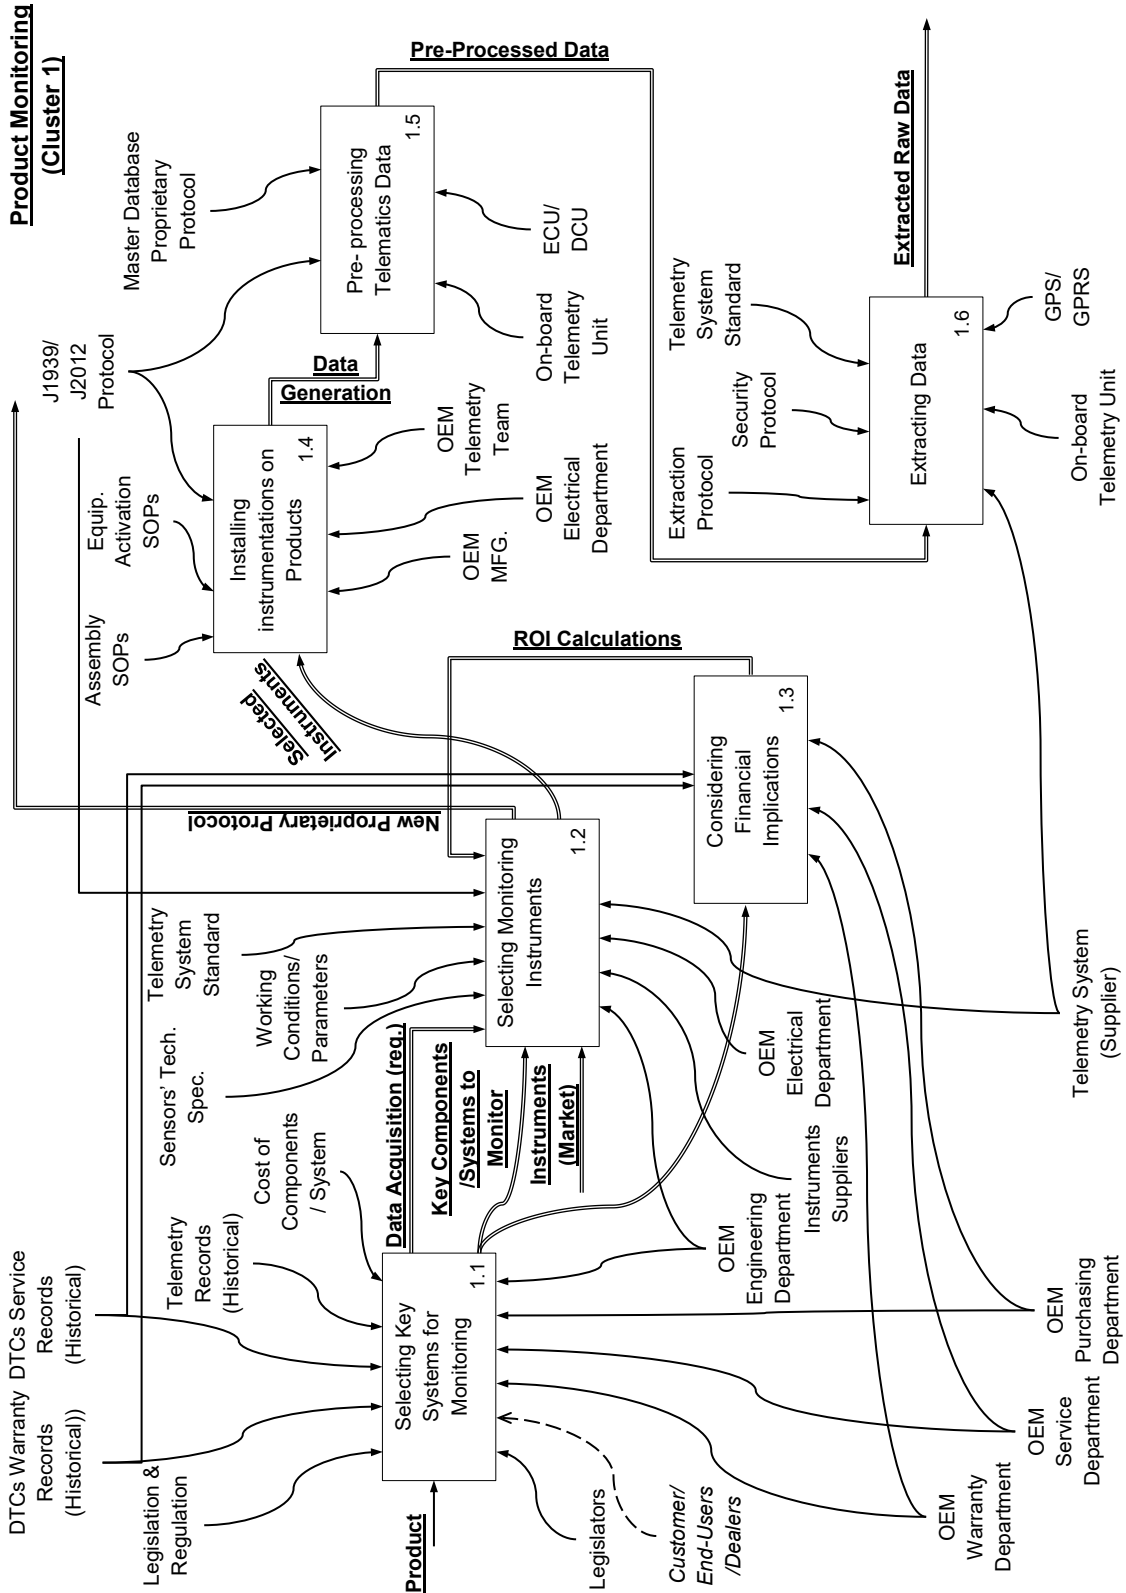 Product Monitoring
(Cluster 1)
DTCs Warranty
Records
(Historical))
DTCs Service
Records
(Historical)
Legislation &
Regulation
Telemetry
Records
(Historical)
Cost of
Components
/ System
Sensors’ Tech.
Spec.
Working
Conditions/
Parameters
Telemetry
System
Standard
J1939/
J2012
Protocol
Assembly
SOPs
Equip.
Activation
SOPs
Master Database
Proprietary
Protocol
Product
Selecting Key
Systems for
Monitoring
1.1
Legislators
Customer/
End-Users
/Dealers
OEM
Warranty
Department
OEM
Service
Department
OEM
Purchasing
Department
OEM
Engineering
Department
Data Acquisition (req.)
Key Components
/Systems to
Monitor
Instruments
(Market)
Selecting Monitoring
Instruments
1.2
Instruments
Suppliers
OEM
Electrical
Department
Telemetry System
(Supplier)
New Proprietary Protocol
Selected
Instruments
ROI Calculations
Considering
Financial
Implications
1.3
Installing
instrumentations on
Products
1.4
OEM
MFG.
OEM
Electrical
Department
OEM
Telemetry
Team
Data
Generation
Pre- processing
Telematics Data
1.5
On-board
Telemetry
Unit
ECU/
DCU
Pre-Processed Data
Extraction
Protocol
Security
Protocol
Telemetry
System
Standard
Extracting Data
1.6
On-board
Telemetry Unit
GPS/
GPRS
Extracted Raw Data